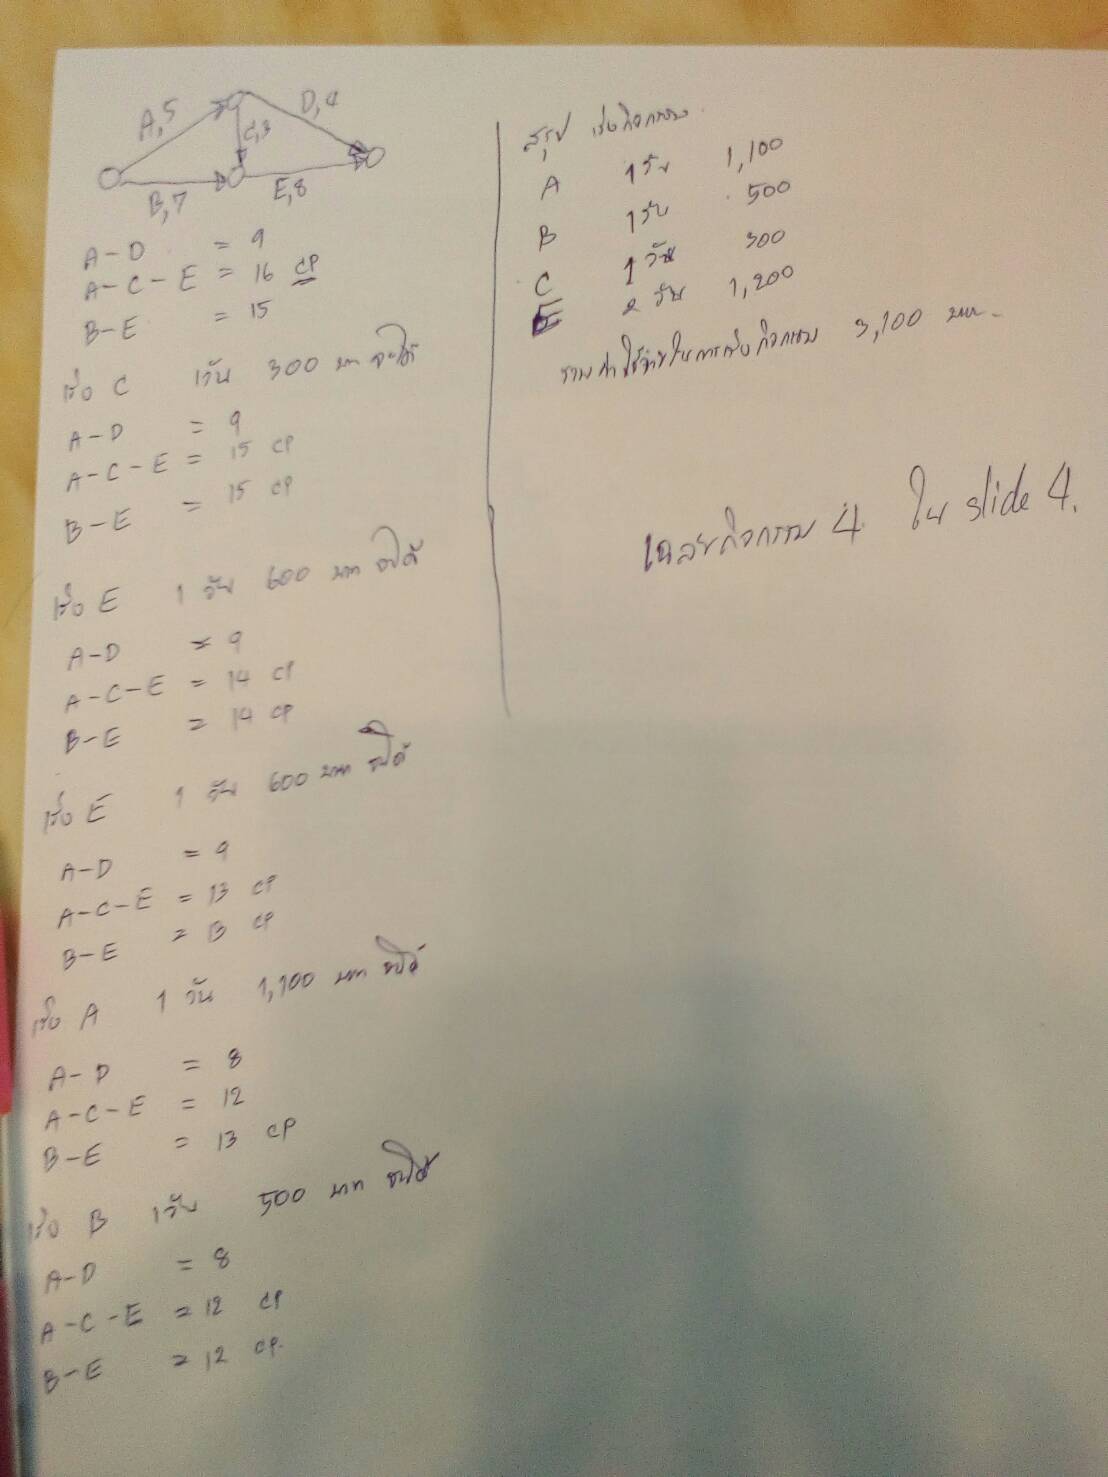 A,5
D,4
C,3
B,7
E,8
A-D = 9
A-C-E = 16 CP
B-E = 15
เร่ง C 1วัน 300 บาท จะได้
A-D = 9
A-C-E = 15 CP
B-E = 15 CP
เร่ง E 1 วัน 600 บาท จะได้
A-D = 9
A-C-E = 14 CP
B-E = 14 CP
เร่ง E 1 วัน 600 บาท จะได้
A-D = 9
A-C-E = 13 CP
B-E = 13 CP
เร่ง A 1 วัน 1,100 บาท จะได้
A-D = 8
A-C-E = 12
B-E = 13 CP
เร่ง B 1วัน 500 บาท จะได้
A-D = 8
A-C-E = 12 CP
B-E = 12 CP.
สรุป เร่งกิจกรรม
A 1วัน 1,100
B 1วัน 500
C 1 วัน 300
E 2 วัน 1,200
รวมค่าใช้จ่ายในการเร่งกิจกรรม 3,100 บาท
เฉลยกิจกรรม 4 ใน slide 4.